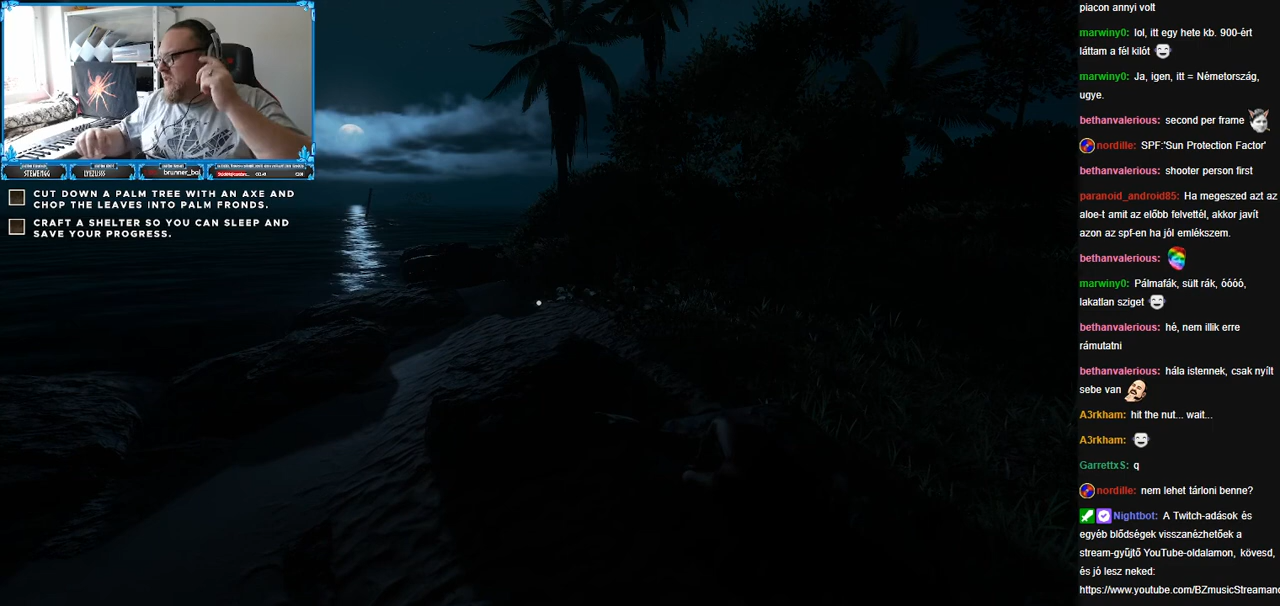 STEWEN64
LYEZUSSS
brunner_bol
CUT DOWN A PALM TREE WITH AN AXE AND
CHOP THE LEAVES INTO PALM FRONDS.
CRAFT A SHELTER SO YOU CAN SLEEP AND
SAVE YOUR PROGRESS.
piacon annyi volt
marwiny0: lol, itt egy hete kb. 900-ért
láttam a fél kilót
marwiny0: Ja, igen, itt = Németország,
ugye.
bethanvalerious: second per frame
nordille: SPF:'Sun Protection Factor'
bethanvalerious: shooter person first
paranoid_android85: Ha megeszed azt az
aloe-t amit az előbb felvettél, akkor javít
azon az spf-en ha jól emlékszem.
bethanvalerious:
marwiny0: Pálmafák, sült rák, óóóó,
lakatlan sziget
bethanvalerious: hé, nem illik erre
rámutatni
bethanvalerious: hála istennek, csak nyílt
sebe van
A3rkham: hit the nut... wait...
A3rkham:
GarrettxS: q
nordille: nem lehet tárloni benne?
Nightbot: A Twitch-adások és
egyéb blődségek visszanézhetőek a
stream-gyűjtő YouTube-oldalamon, kövesd,
és jó lesz neked:
https://www.youtube.com/BZmusicStreamand